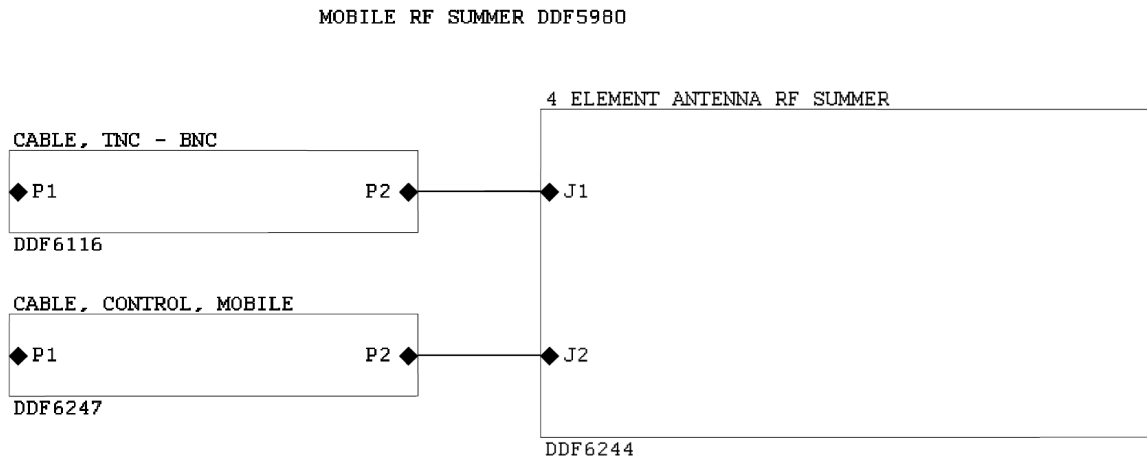 MOBILE RF SUMMER DDF5980
4 ELEMENT ANTENNA RF SUMMER
CABLE, TNC - BNC
P1 P2 J1
DDF6116
CABLE, CONTROL, MOBILE
P1 P2 J2
DDF6247
DDF6244